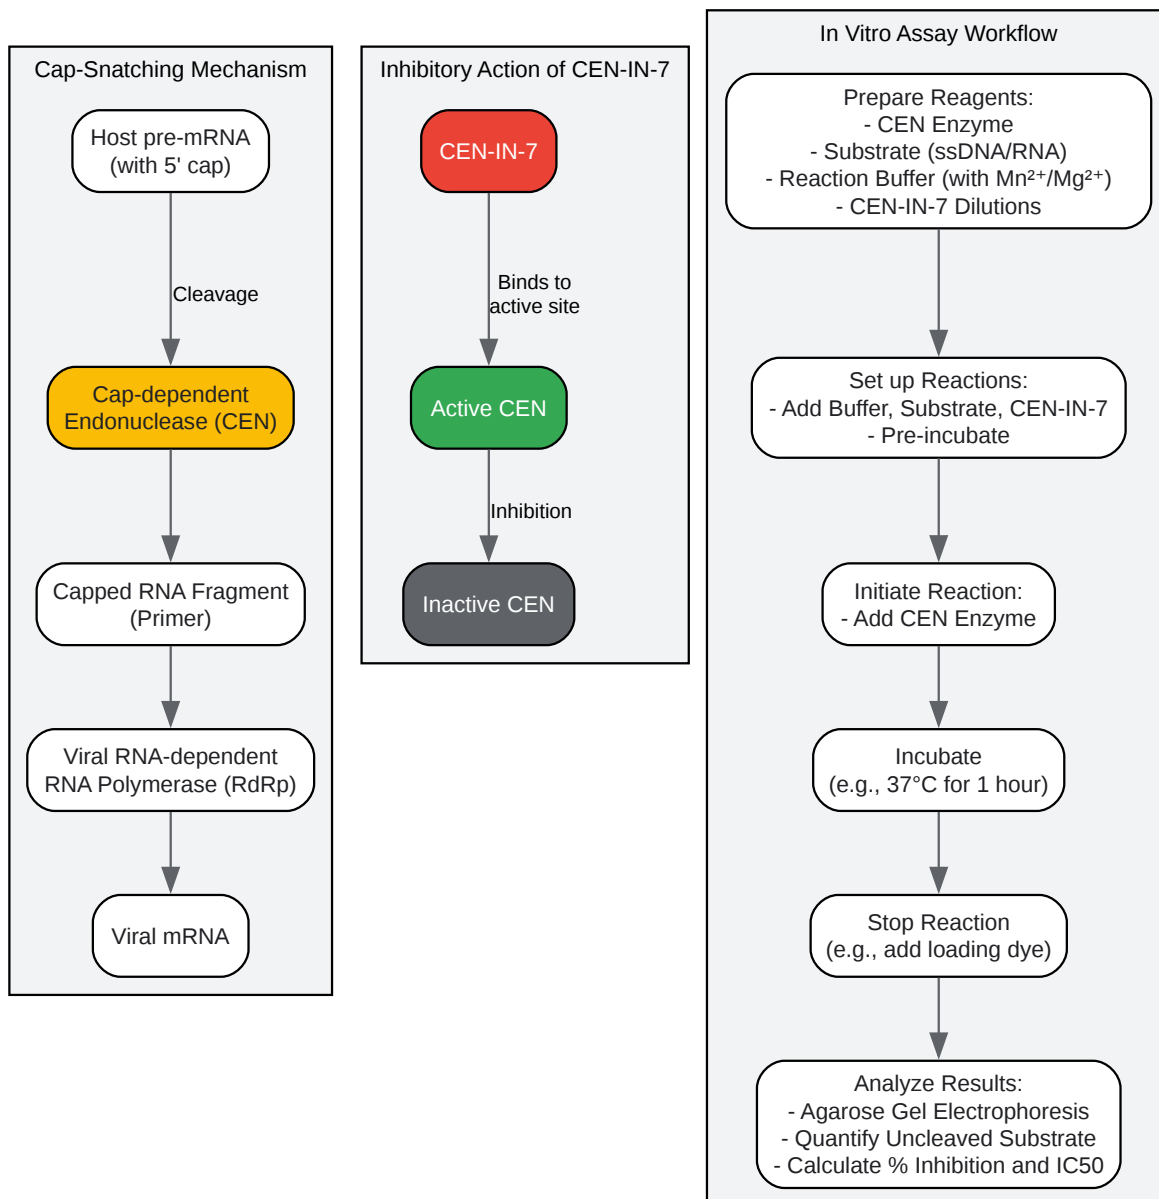 Cap-Snatching Mechanism
Host pre-mRNA
(with 5' cap)
Cleavage
Cap-dependent
Endonuclease (CEN)
Capped RNA Fragment
(Primer)
Viral RNA-dependent
RNA Polymerase (RdRp)
Viral mRNA
Inhibitory Action of CEN-IN-7
CEN-IN-7
Binds to
active site
Active CEN
Inhibition
Inactive CEN
In Vitro Assay Workflow
Prepare Reagents:
- CEN Enzyme
- Substrate (ssDNA/RNA)
- Reaction Buffer (with Mn²⁺/Mg²⁺)
- CEN-IN-7 Dilutions
Set up Reactions:
- Add Buffer, Substrate, CEN-IN-7
- Pre-incubate
Initiate Reaction:
- Add CEN Enzyme
Incubate
(e.g., 37°C for 1 hour)
Stop Reaction
(e.g., add loading dye)
Analyze Results:
- Agarose Gel Electrophoresis
- Quantify Uncleaved Substrate
- Calculate % Inhibition and IC50